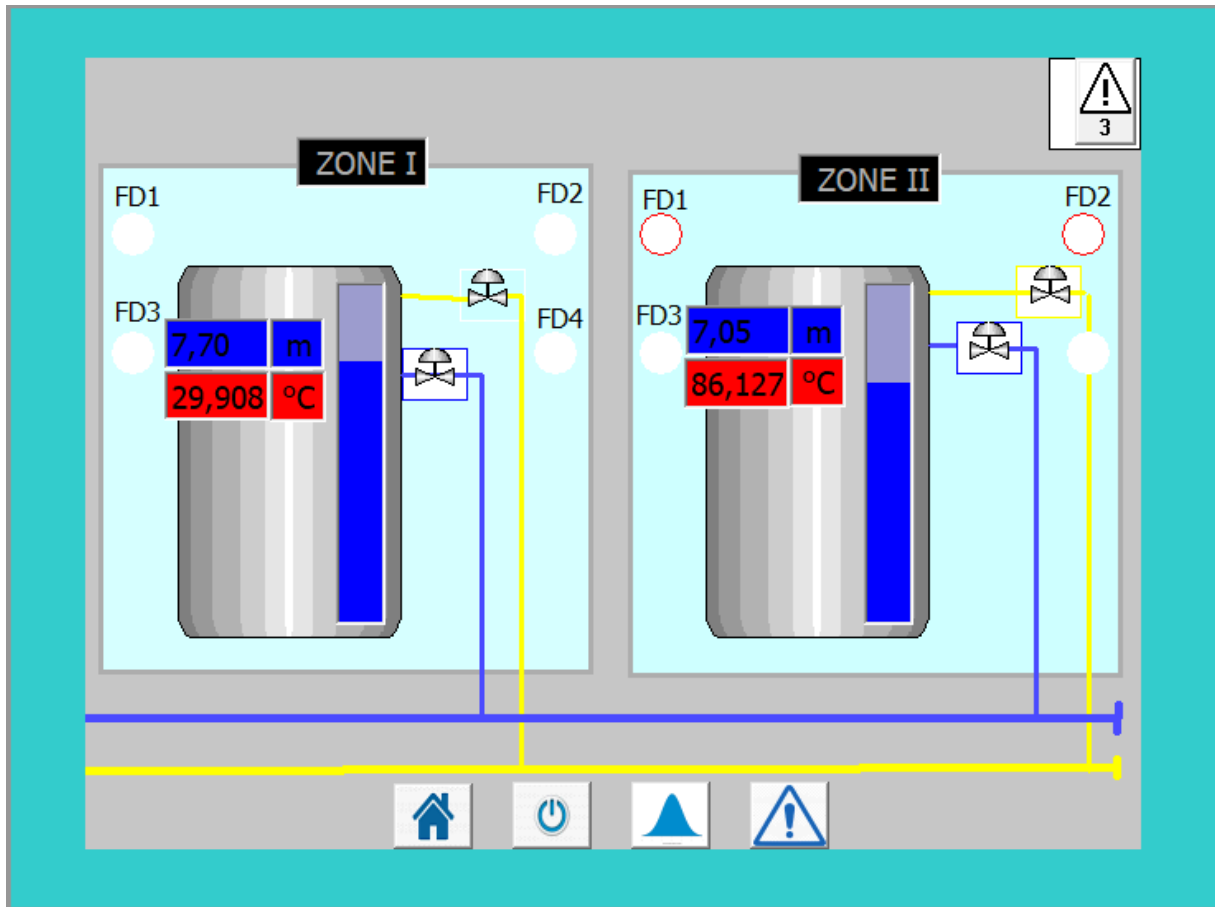 3
ZONE I
FD1
FD2
FD3
FD4
7,70 m
29,908 °C
ZONE II
FD1
FD2
FD3
7,05 m
86,127 °C